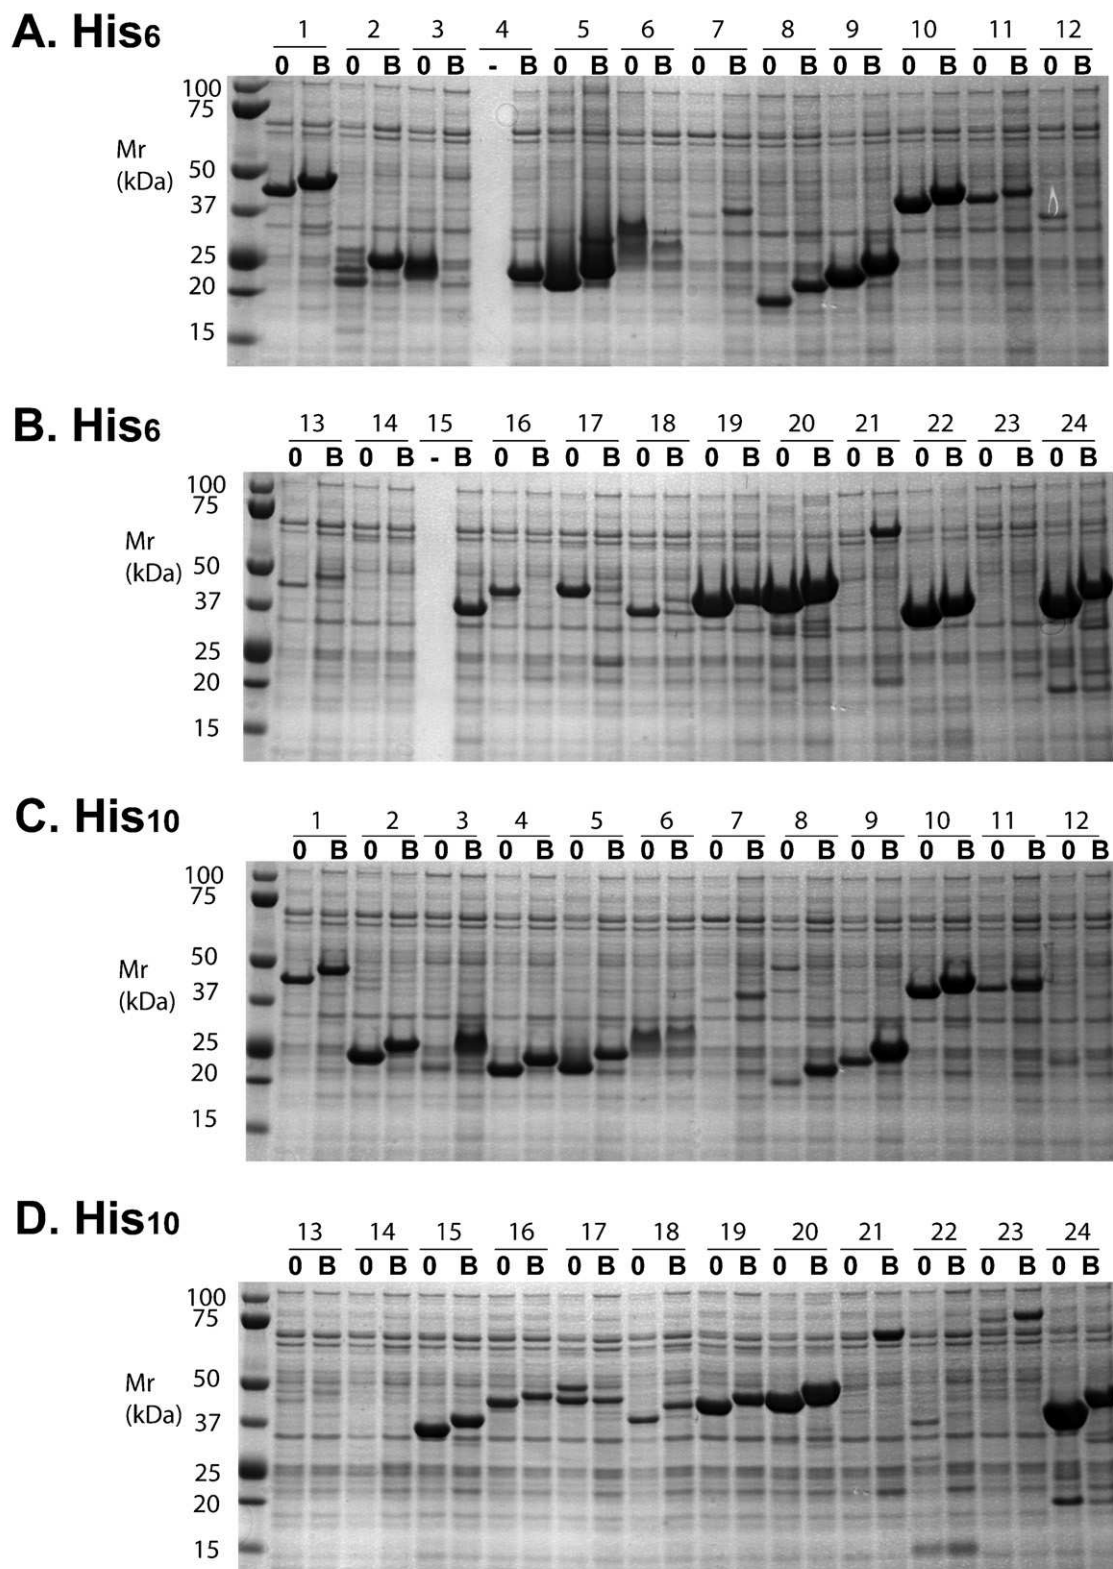 A. His6
1 2 3 4 5 6 7 8 9 10 11 12
0 B 0 B 0 B - B 0 B 0 B 0 B 0 B 0 B 0 B 0 B 0 B
100
75
Mr
(kDa)
50
37
25
20
15
B. His6
13 14 15 16 17 18 19 20 21 22 23 24
0 B 0 B - B 0 B 0 B 0 B 0 B 0 B 0 B 0 B 0 B 0 B
100
75
Mr
(kDa)
50
37
25
20
15
C. His10
1 2 3 4 5 6 7 8 9 10 11 12
0 B 0 B 0 B 0 B 0 B 0 B 0 B 0 B 0 B 0 B 0 B 0 B
100
75
Mr
(kDa)
50
37
25
20
15
D. His10
13 14 15 16 17 18 19 20 21 22 23 24
0 B 0 B 0 B 0 B 0 B 0 B 0 B 0 B 0 B 0 B 0 B 0 B
100
75
Mr
(kDa)
50
37
25
20
15